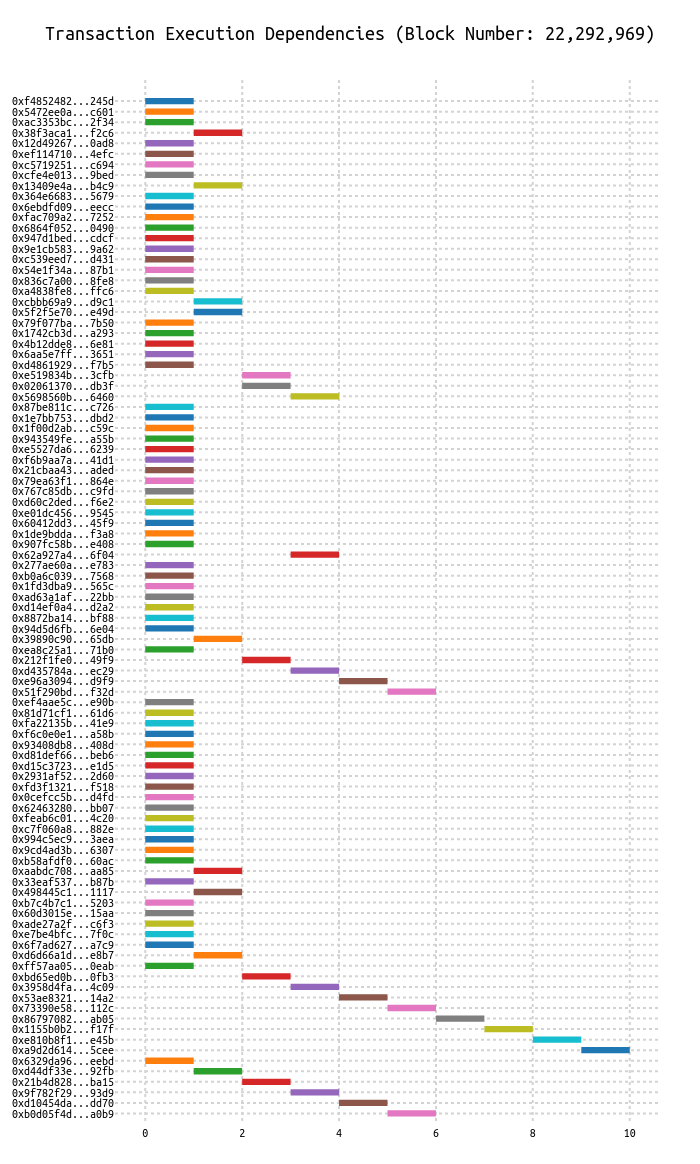 Transaction Execution Dependencies (Block Number: 22,292,969)
0xf4852482...245d
0x5472ee0a...c601
0xac3353bc...2f34
0x38f3aca1...f2c6
0x12d49267...0ad8
0xef114710...4efc
0xc5719251...c694
0xcfe4e013...9bed
0x13409e4a...b4c9
0x364e6683...5679
0x6ebdfd09...eecc
0xfac709a2...7252
0x6864f052...0490
0x947d1bed...cdcf
0x9e1cb583...9a62
0xc539eed7...d431
0x54e1f34a...87b1
0x836c7a00...8fe8
0xa4838fe8...ffc6
0xcbbb69a9...d9c1
0x5f2f5e70...e49d
0x79f077ba...7b50
0x1742cb3d...a293
0x4b12dde8...6e81
0x6aa5e7ff...3651
0xd4861929...f7b5
0xe519834b...3cfb
0x02061370...db3f
0x5698560b...6460
0x87be811c...c726
0x1e7bb753...dbd2
0x1f00d2ab...c59c
0x943549fe...a55b
0xe5527da6...6239
0xf6b9aa7a...41d1
0x21cbaa43...aded
0x79ea63f1...864e
0x767c85db...c9fd
0xd60c2ded...f6e2
0xe01dc456...9545
0x60412dd3...45f9
0x1de9bdda...f3a8
0x907fc58b...e408
0x62a927a4...6f04
0x277ae60a...e783
0xb0a6c039...7568
0x1fd3dba9...565c
0xad63a1af...22bb
0xd14ef0a4...d2a2
0x8872ba14...bf88
0x94d5d6fb...6e04
0x39890c90...65db
0xea8c25a1...71b0
0x212f1fe0...49f9
0xd435784a...ec29
0xe96a3094...d9f9
0x51f290bd...f32d
0xef4aae5c...e90b
0x81d71cf1...61d6
0xfa22135b...41e9
0xf6c0e0e1...a58b
0x93408db8...408d
0xd81def66...beb6
0xd15c3723...e1d5
0x2931af52...2d60
0xfd3f1321...f518
0x0cefcc5b...d4fd
0x62463280...bb07
0xfeab6c01...4c20
0xc7f060a8...882e
0x994c5ec9...3aea
0x9cd4ad3b...6307
0xb58afdf0...60ac
0xaabdc708...aa85
0x33eaf537...b87b
0x498445c1...1117
0xb7c4b7c1...5203
0x60d3015e...15aa
0xade27a2f...c6f3
0xe7be4bfc...7f0c
0x6f7ad627...a7c9
0xd6d66a1d...e8b7
0xff57aa05...0eab
0xbd65ed0b...0fb3
0x3958d4fa...4c09
0x53ae8321...14a2
0x73390e58...112c
0x86797082...ab05
0x1155b0b2...f17f
0xe810b8f1...e45b
0xa9d2d614...5cee
0x6329da96...eebd
0xd44df33e...92fb
0x21b4d828...ba15
0x9f782f29...93d9
0xd10454da...dd70
0xb0d05f4d...a0b9
0 2 4 6 8 10